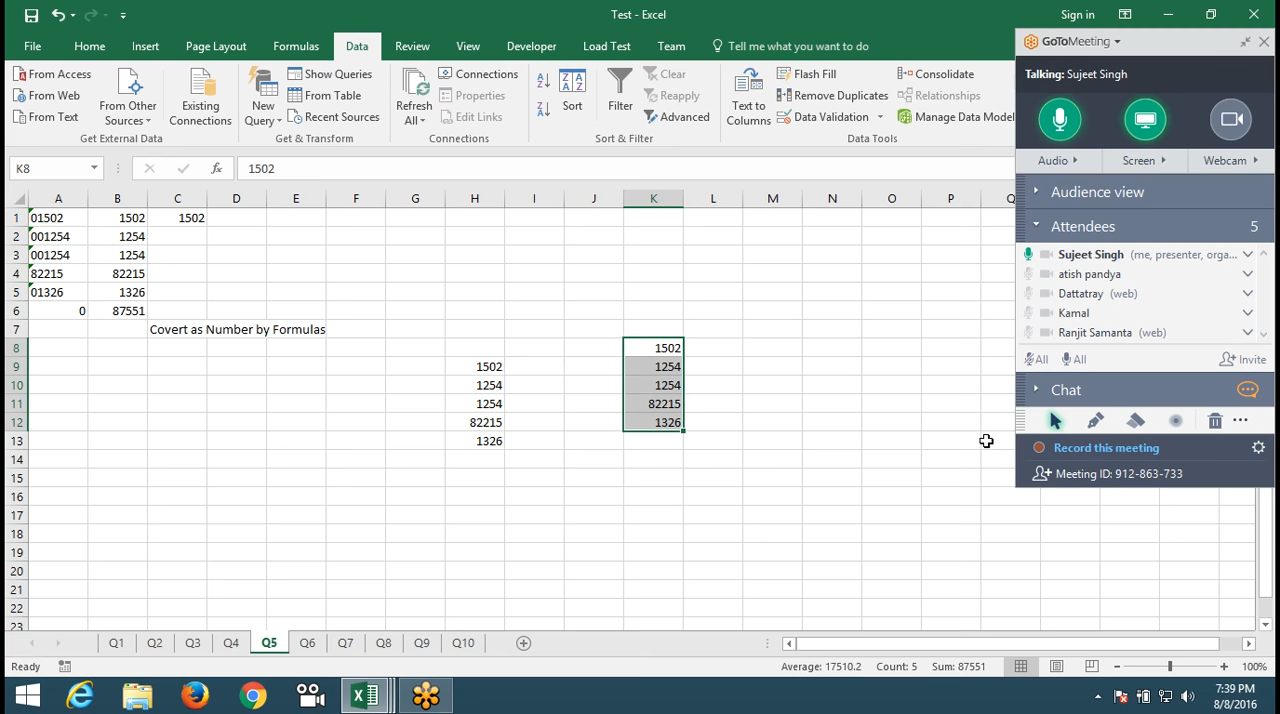 Test - Excel
Sign in
File Home Insert Page Layout Formulas Data Review View Developer Load Test Team Tell me what you want to do
From Access
From Web
From Text
From Other Sources
Existing Connections
Get External Data
New Query
Show Queries
From Table
Recent Sources
Get & Transform
Refresh All
Connections
Properties
Edit Links
Connections
Sort
Filter
Clear
Reapply
Advanced
Sort & Filter
Text to Columns
Flash Fill
Remove Duplicates
Data Validation
Consolidate
Relationships
Manage Data Model
Data Tools
K8 fx 1502
A B C D E F G H I J K L M N O P Q
1 01502 1502 1502
2 001254 1254
3 001254 1254
4 82215 82215
5 01326 1326
6 0 87551
7 Covert as Number by Formulas
8 1502
9 1502 1254
10 1254 1254
11 1254 82215
12 82215 1326
13 1326
14
15
16
17
18
19
20
21
22
23
Q1 Q2 Q3 Q4 Q5 Q6 Q7 Q8 Q9 Q10
Ready Average: 17510.2 Count: 5 Sum: 87551 100%
GoToMeeting
Talking: Sujeet Singh
Audio Screen Webcam
Audience view
Attendees 5
Sujeet Singh (me, presenter, orga...
atish pandya
Dattatray (web)
Kamal
Ranjit Samanta (web)
All All Invite
Chat
Record this meeting
Meeting ID: 912-863-733
7:39 PM
8/8/2016